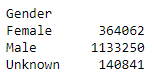 Gender
Female 364062
Male 1133250
Unknown 140841